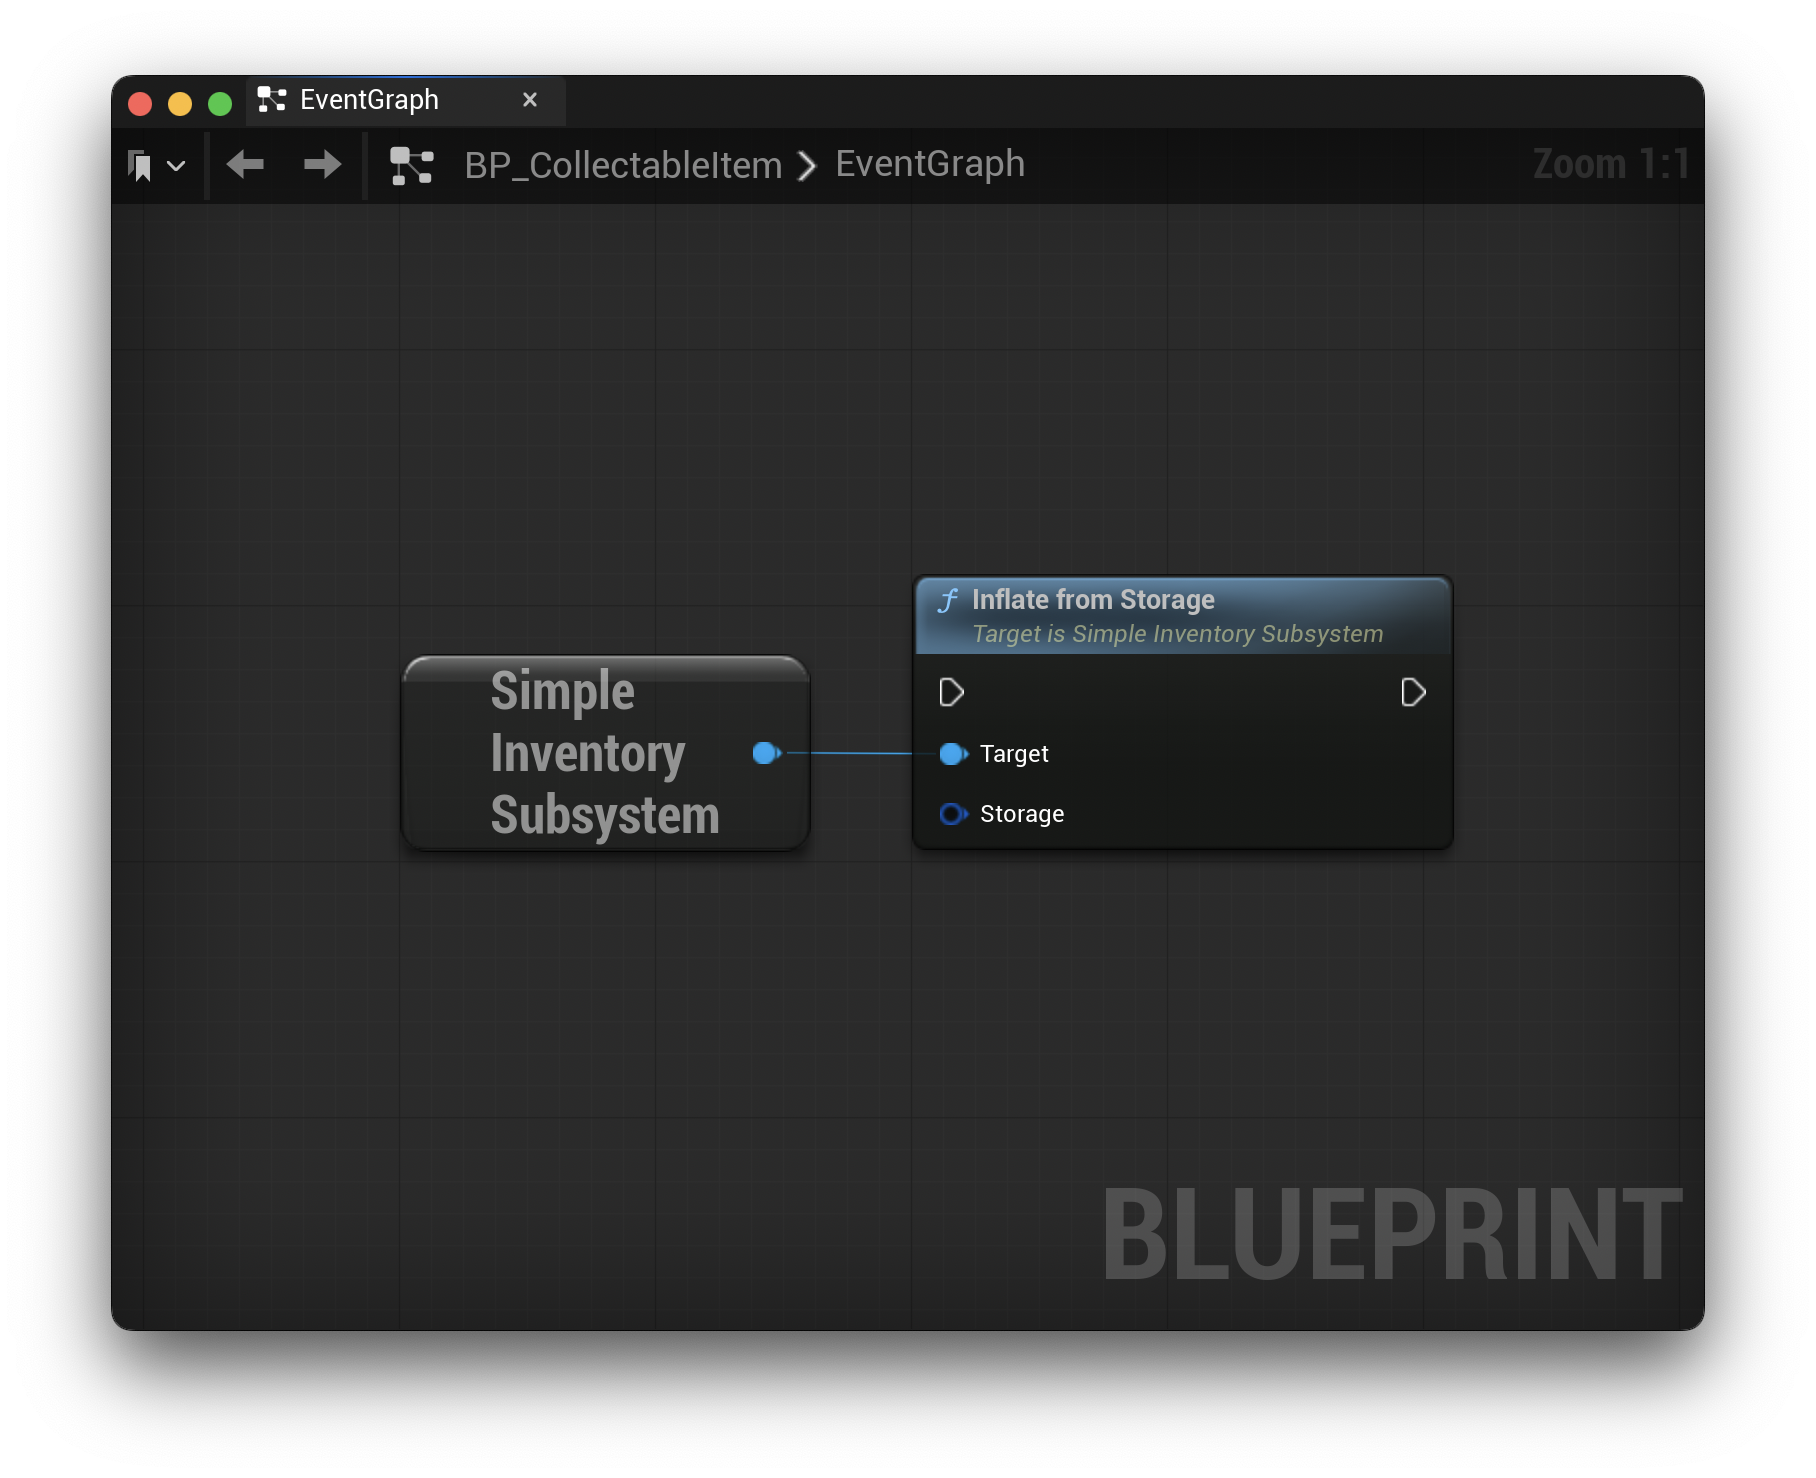 EventGraph
BP_CollectableItem
EventGraph
Zoom 1:1
Inflate from Storage
Target is Simple Inventory Subsystem
Simple
Inventory
Subsystem
Target
Storage
BLUEPRINT